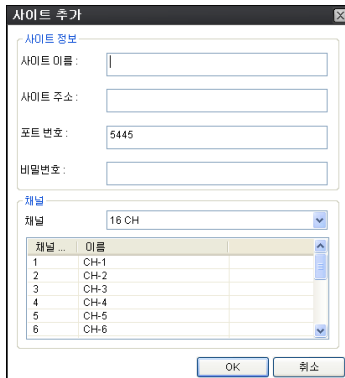 사이트 추가
사이트 정보
사이트 이름 :
사이트 주소 :
포트 번호 : 5445
비밀번호 :
채널
채널 16 CH
채널 ... 이름
1 CH-1
2 CH-2
3 CH-3
4 CH-4
5 CH-5
6 CH-6
OK 취소